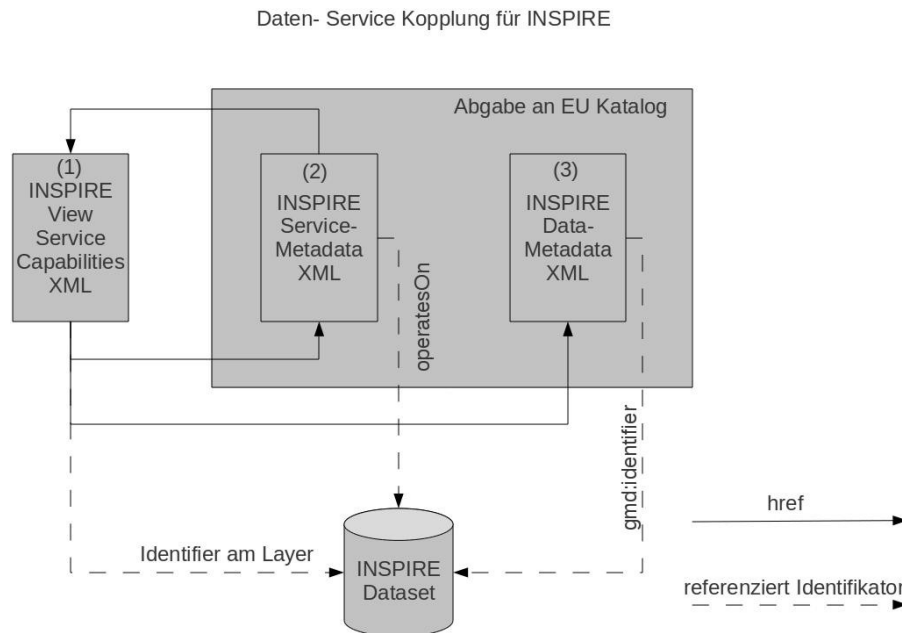 Daten- Service Kopplung für INSPIRE
Abgabe an EU Katalog
(1)
INSPIRE
View
Service
Capabilities
XML
(2)
INSPIRE
Service-
Metadata
XML
(3)
INSPIRE
Data-
Metadata
XML
operatesOn
gmd:identifier
Identifier am Layer
INSPIRE
Dataset
href
referenziert Identifikator